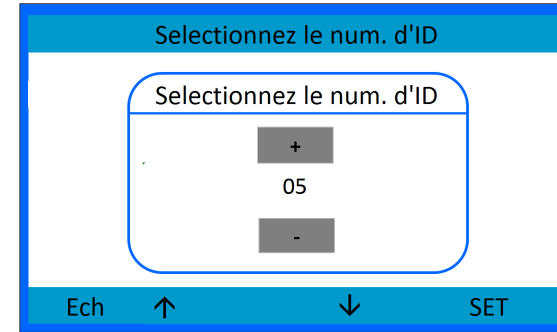 Selectionnez le num. d'ID
Selectionnez le num. d'ID
+
05
-
Ech ↑ ↓ SET